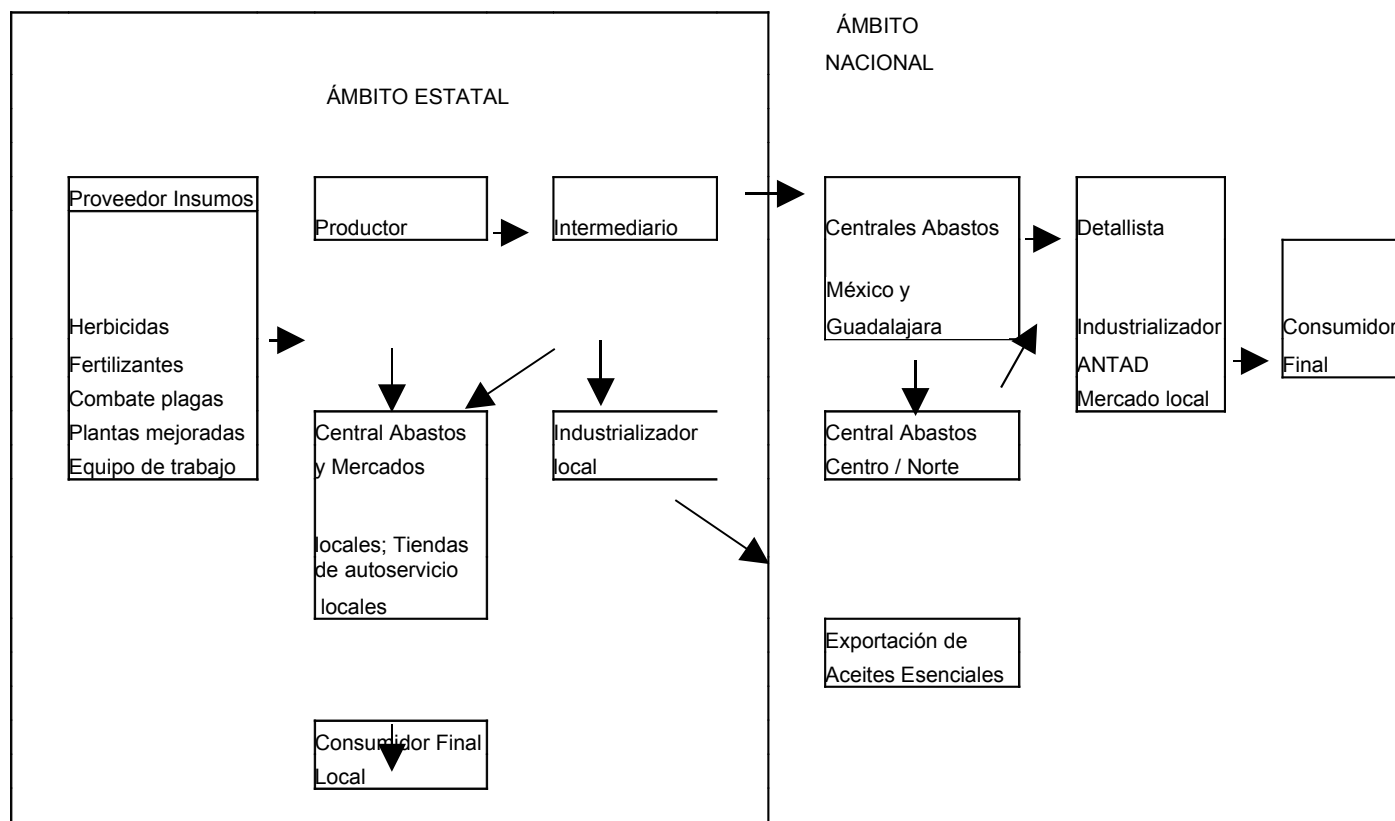 ÁMBITO
NACIONAL
ÁMBITO ESTATAL
Proveedor Insumos
Herbicidas
Fertilizantes
Combate plagas
Plantas mejoradas
Equipo de trabajo
Productor
Intermediario
Central Abastos
y Mercados
locales; Tiendas
de autoservicio
locales
Industrializador
local
Consumidor Final
Local
Centrales Abastos
México y
Guadalajara
Central Abastos
Centro / Norte
Exportación de
Aceites Esenciales
Detallista
Industrializador
ANTAD
Mercado local
Consumidor
Final